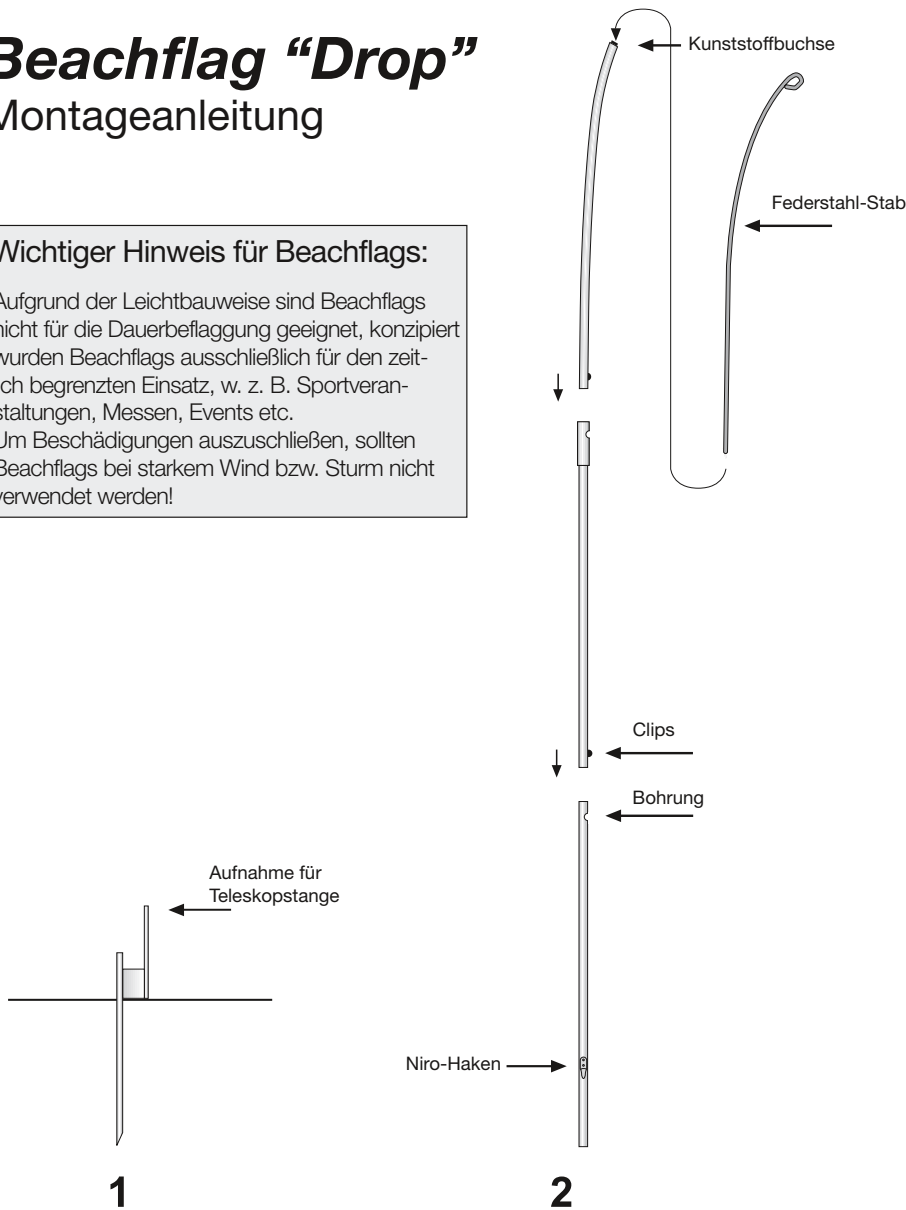 Beachflag “Drop”
Montageanleitung
Wichtiger Hinweis für Beachflags:
Aufgrund der Leichtbauweise sind Beachflags
nicht für die Dauerbeflaggung geeignet, konzipiert
wurden Beachflags ausschließlich für den zeit-
lich begrenzten Einsatz, w. z. B. Sportveran-
staltungen, Messen, Events etc.
Um Beschädigungen auszuschließen, sollten
Beachflags bei starkem Wind bzw. Sturm nicht
verwendet werden!
Kunststoffbuchse
Federstahl-Stab
Clips
Bohrung
Aufnahme für
Teleskopstange
Niro-Haken
1
2